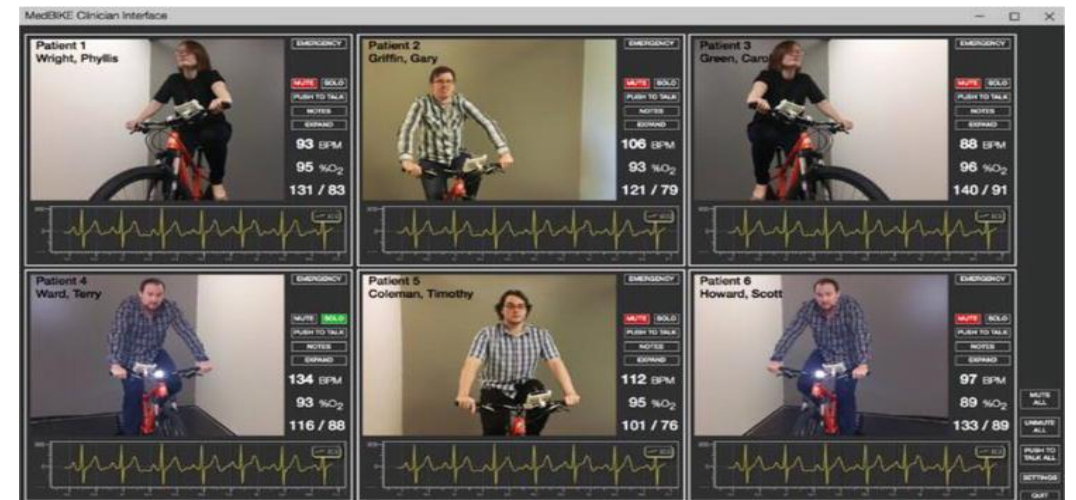 MedBIKE Clinician Interface
Patient 1
Wright, Phyllis
EMERGENCY
MUTE SOLO
PUSH TO TALK
NOTES
EXPAND
93 BPM
95 %O2
131 / 83
ECG
Patient 2
Griffin, Gary
EMERGENCY
MUTE SOLO
PUSH TO TALK
NOTES
EXPAND
106 BPM
93 %O2
121 / 79
ECG
Patient 3
Green, Caro
EMERGENCY
MUTE SOLO
PUSH TO TALK
NOTES
EXPAND
88 BPM
96 %O2
140 / 91
ECG
Patient 4
Ward, Terry
EMERGENCY
MUTE SOLO
PUSH TO TALK
NOTES
EXPAND
134 BPM
93 %O2
116 / 88
ECG
Patient 5
Coleman, Timothy
EMERGENCY
MUTE SOLO
PUSH TO TALK
NOTES
EXPAND
112 BPM
95 %O2
101 / 76
ECG
Patient 6
Howard, Scott
EMERGENCY
MUTE SOLO
PUSH TO TALK
NOTES
EXPAND
97 BPM
89 %O2
133 / 89
ECG
MUTE
ALL
UNMUTE
ALL
PUSH TO
TALK ALL
SETTINGS
QUIT